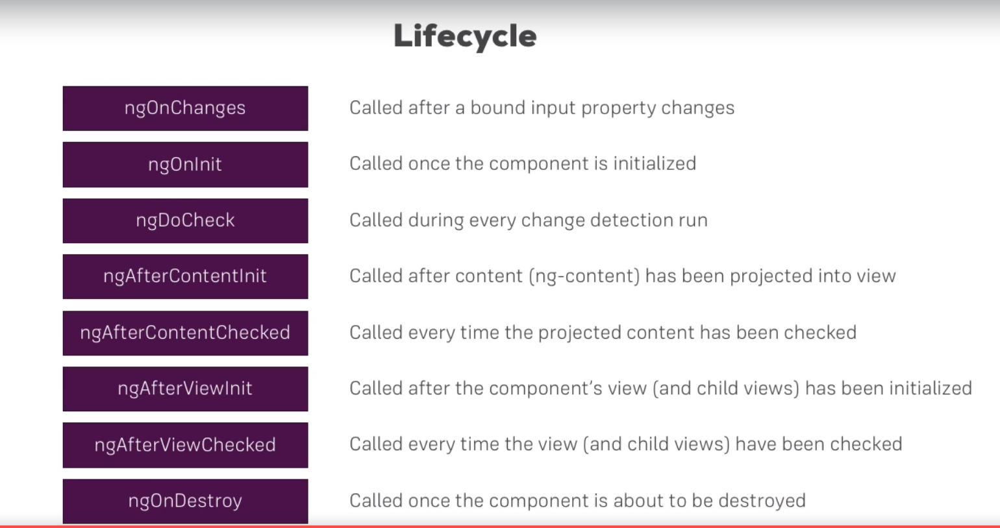 Lifecycle
ngOnChanges Called after a bound input property changes
ngOnInit Called once the component is initialized
ngDoCheck Called during every change detection run
ngAfterContentInit Called after content (ng-content) has been projected into view
ngAfterContentChecked Called every time the projected content has been checked
ngAfterViewInit Called after the component’s view (and child views) has been initialized
ngAfterViewChecked Called every time the view (and child views) have been checked
ngOnDestroy Called once the component is about to be destroyed